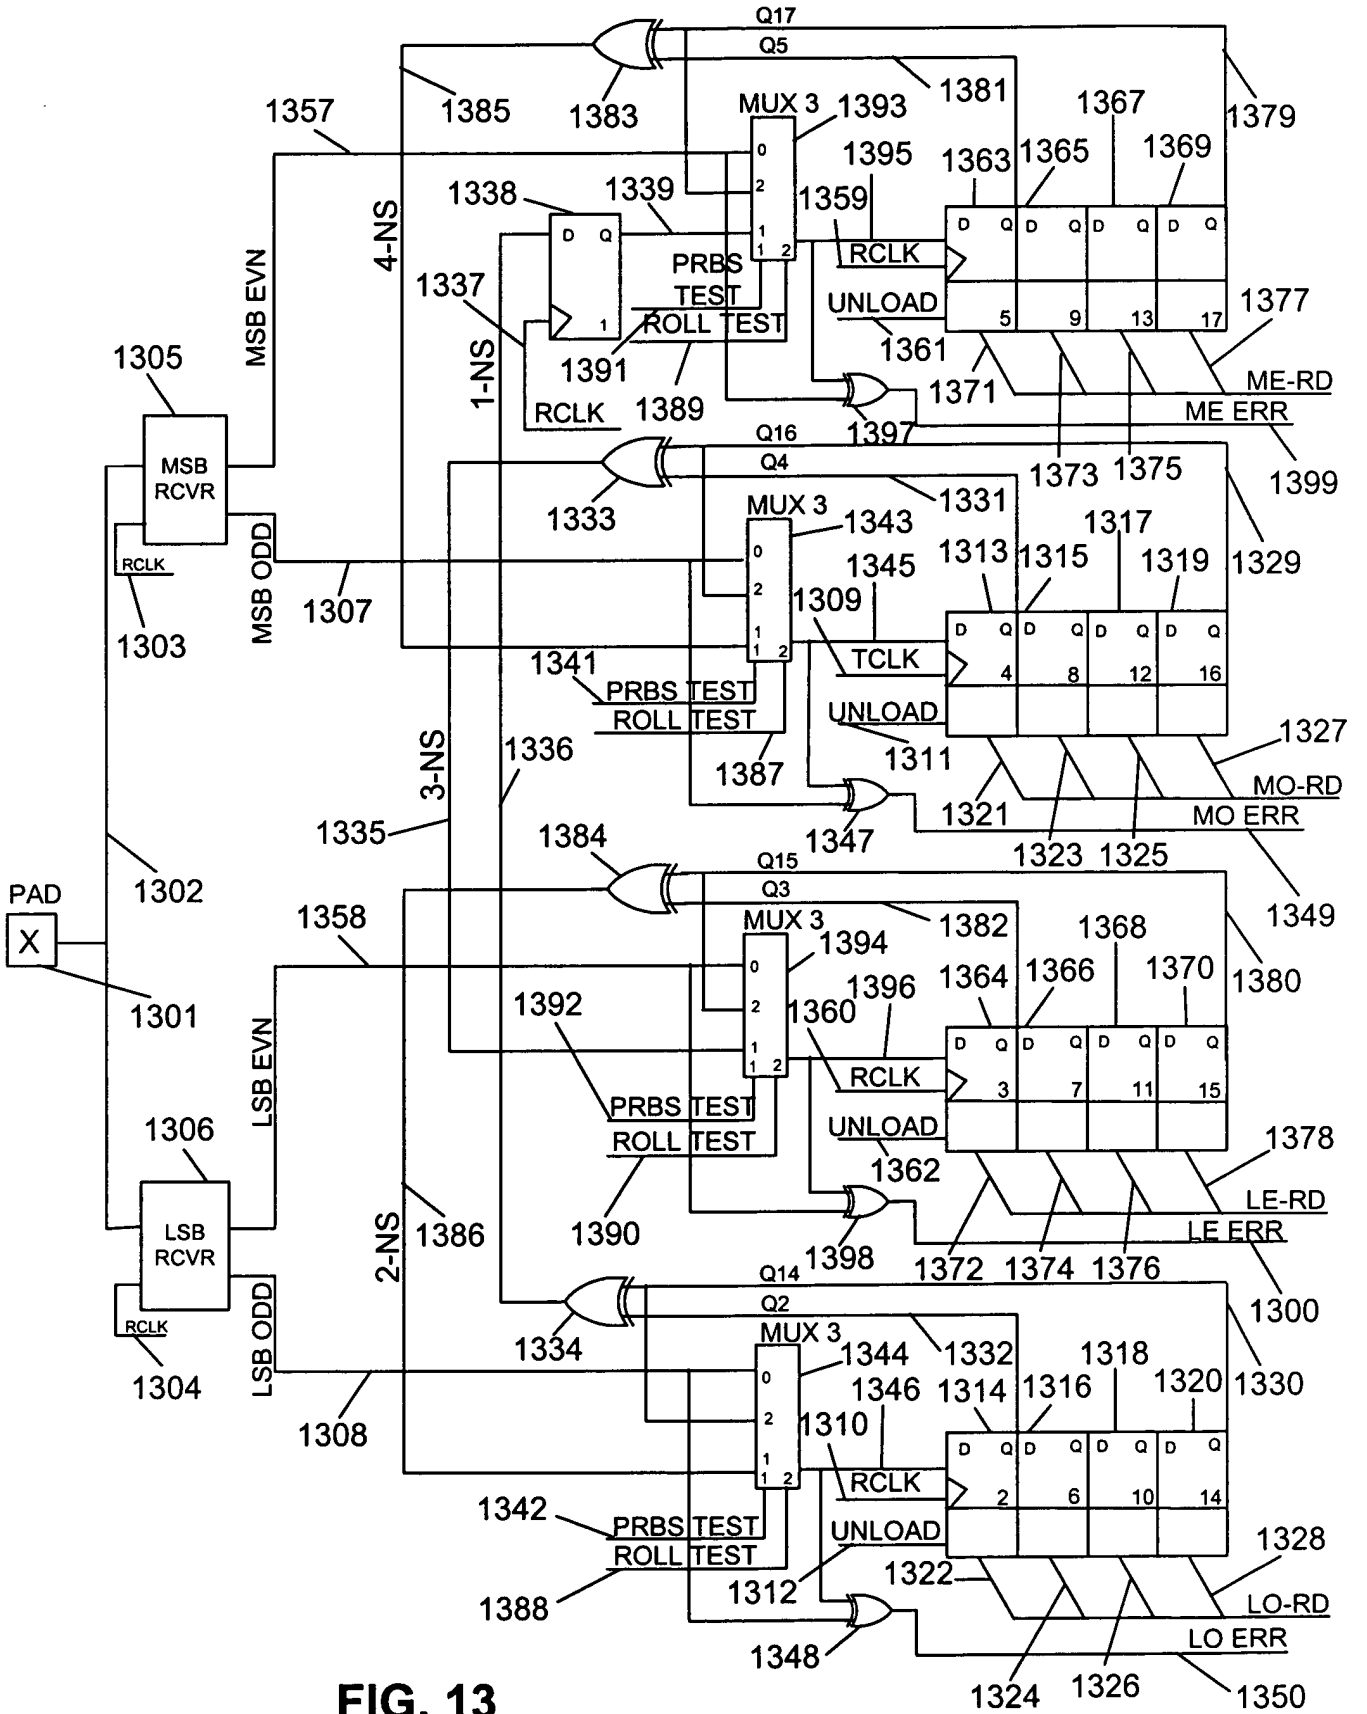 Q17
Q5
1385
1383
1381
1379
1357
MUX 3
1393
1367
1395
1363
1365
1369
0
2
1
1 2
1338
1339
1359
4-NS
MSB EVN
D Q
1
RCLK
D Q D Q D Q D Q
PRBS
TEST
ROLL TEST
UNLOAD
5 9 13 17
1337
1377
1-NS
1391
1361
1371
1305
RCLK
1389
ME-RD
ME ERR
1397
Q16
Q4
1373
1375
1399
MSB
RCVR
1333
1331
MUX 3
1343
1317
1329
RCLK
MSB ODD
1303
1307
1345
1313
1315
1319
1309
0
2
1
1 2
D Q D Q D Q D Q
TCLK
4 8 12 16
1341
PRBS TEST
ROLL TEST
UNLOAD
1311
1327
3-NS
1336
1387
1321
MO-RD
MO ERR
1335
1384
1347
1323
1325
Q15
Q3
1349
PAD
X
1302
1301
1358
MUX 3
1394
1382
1368
1380
1364
1366
1370
1392
1360
1396
0
2
1
1 2
LSB EVN
D Q D Q D Q D Q
RCLK
3 7 11 15
PRBS TEST
ROLL TEST
UNLOAD
1362
1378
1306
1386
1390
LE-RD
LE ERR
1398
1372
1374
1376
2-NS
LSB
RCVR
Q14
Q2
1300
RCLK
LSB ODD
1304
1334
MUX 3
1344
1332
1318
1330
1308
1346
1314
1316
1320
1310
0
2
1
1 2
D Q D Q D Q D Q
RCLK
2 6 10 14
1342
PRBS TEST
ROLL TEST
UNLOAD
1312
1322
1328
1388
LO-RD
LO ERR
1348
1324
1326
1350
FIG. 13